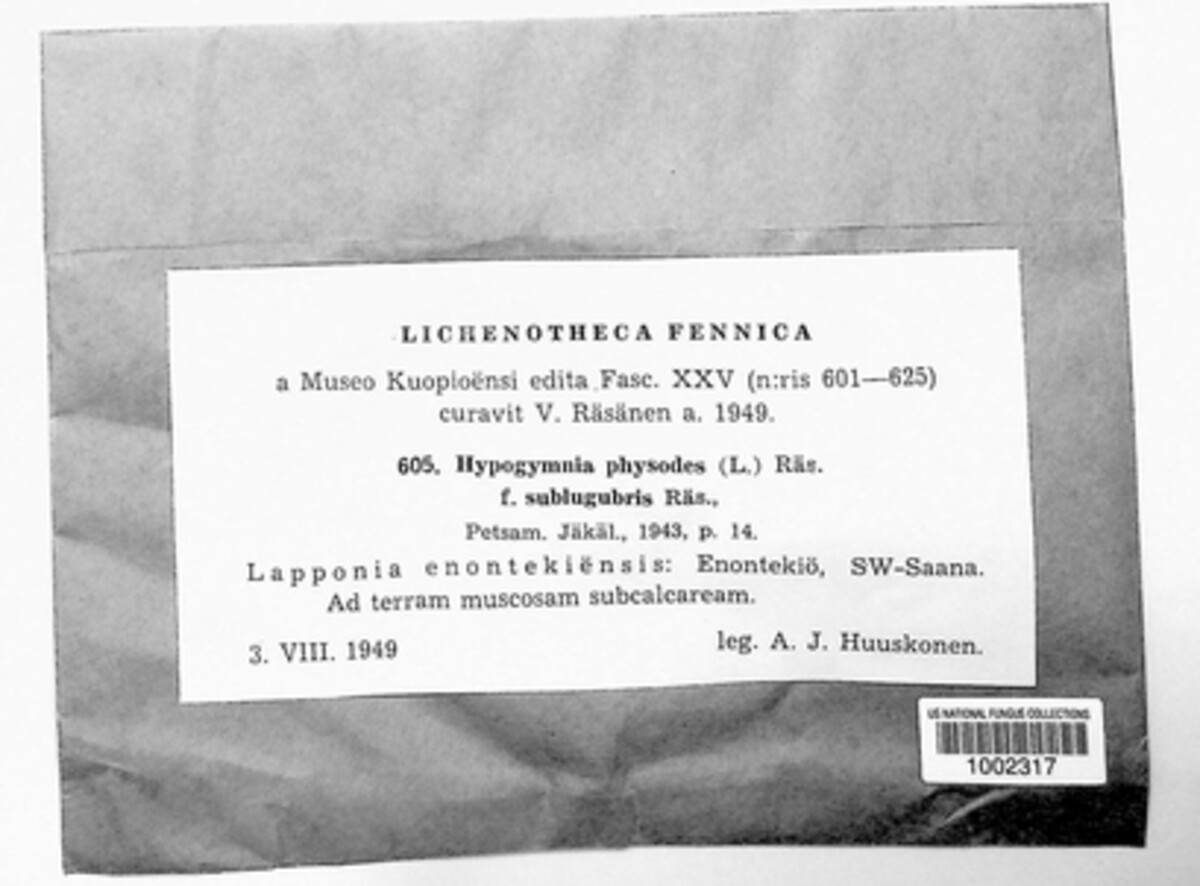 LICHENOTHECA FENNICA
a Museo Kuopioënsi edita Fasc. XXV (n:ris 601—625)
curavit V. Räsänen a. 1949.
605. Hypogymnia physodes (L.) Räs.
f. sublugubris Räs.,
Petsam. Jäkäl., 1943, p. 14.
Lapponia enontekiënsis: Enontekiö, SW-Saana.
Ad terram muscosam subcalcaream.
3. VIII. 1949 leg. A. J. Huuskonen.
US NATIONAL FUNGUS COLLECTIONS
1002317